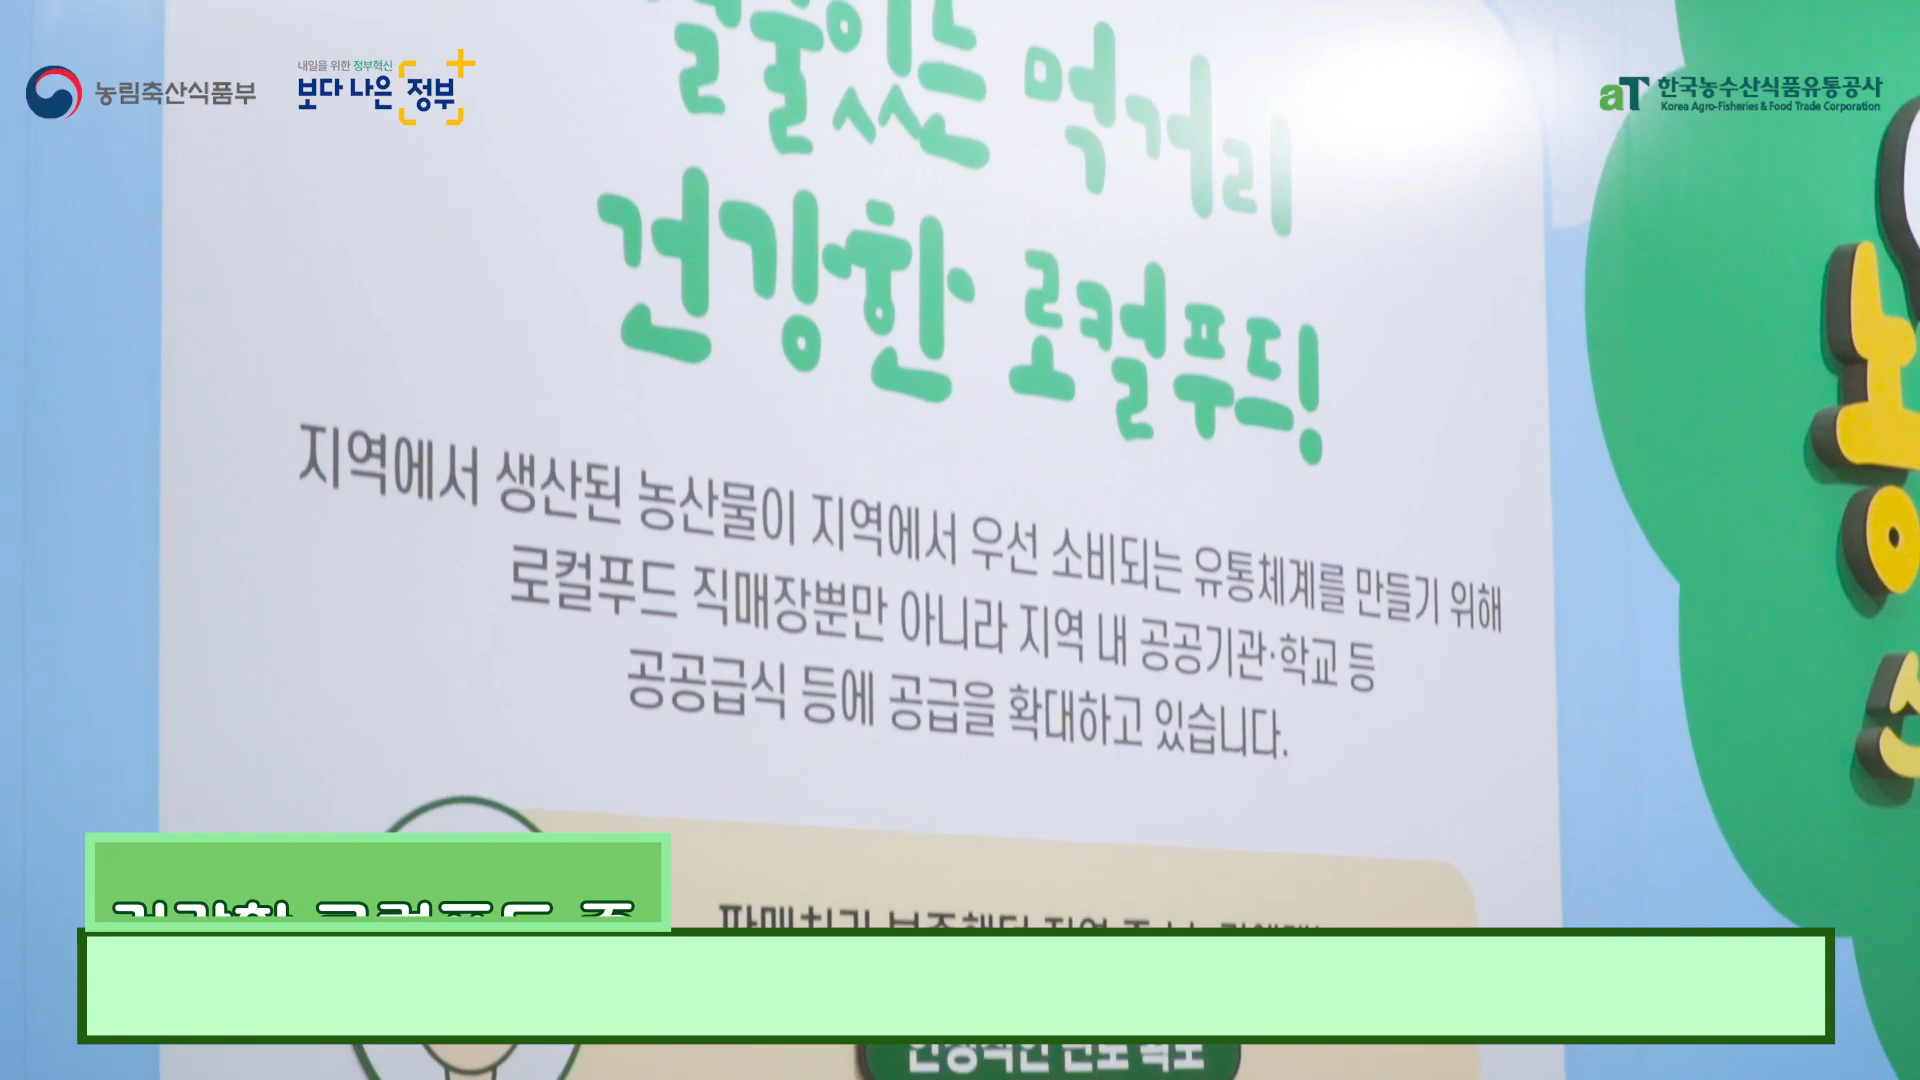 농림축산식품부
내일을 위한 정부혁신
보다 나은 정부
aT 한국농수산식품유통공사
Korea Agro-Fisheries & Food Trade Corporation
먹거리
건강한 로컬푸드!
지역에서 생산된 농산물이 지역에서 우선 소비되는 유통체계를 만들기 위해
로컬푸드 직매장뿐만 아니라 지역 내 공공기관·학교 등
공공급식 등에 공급을 확대하고 있습니다.
농